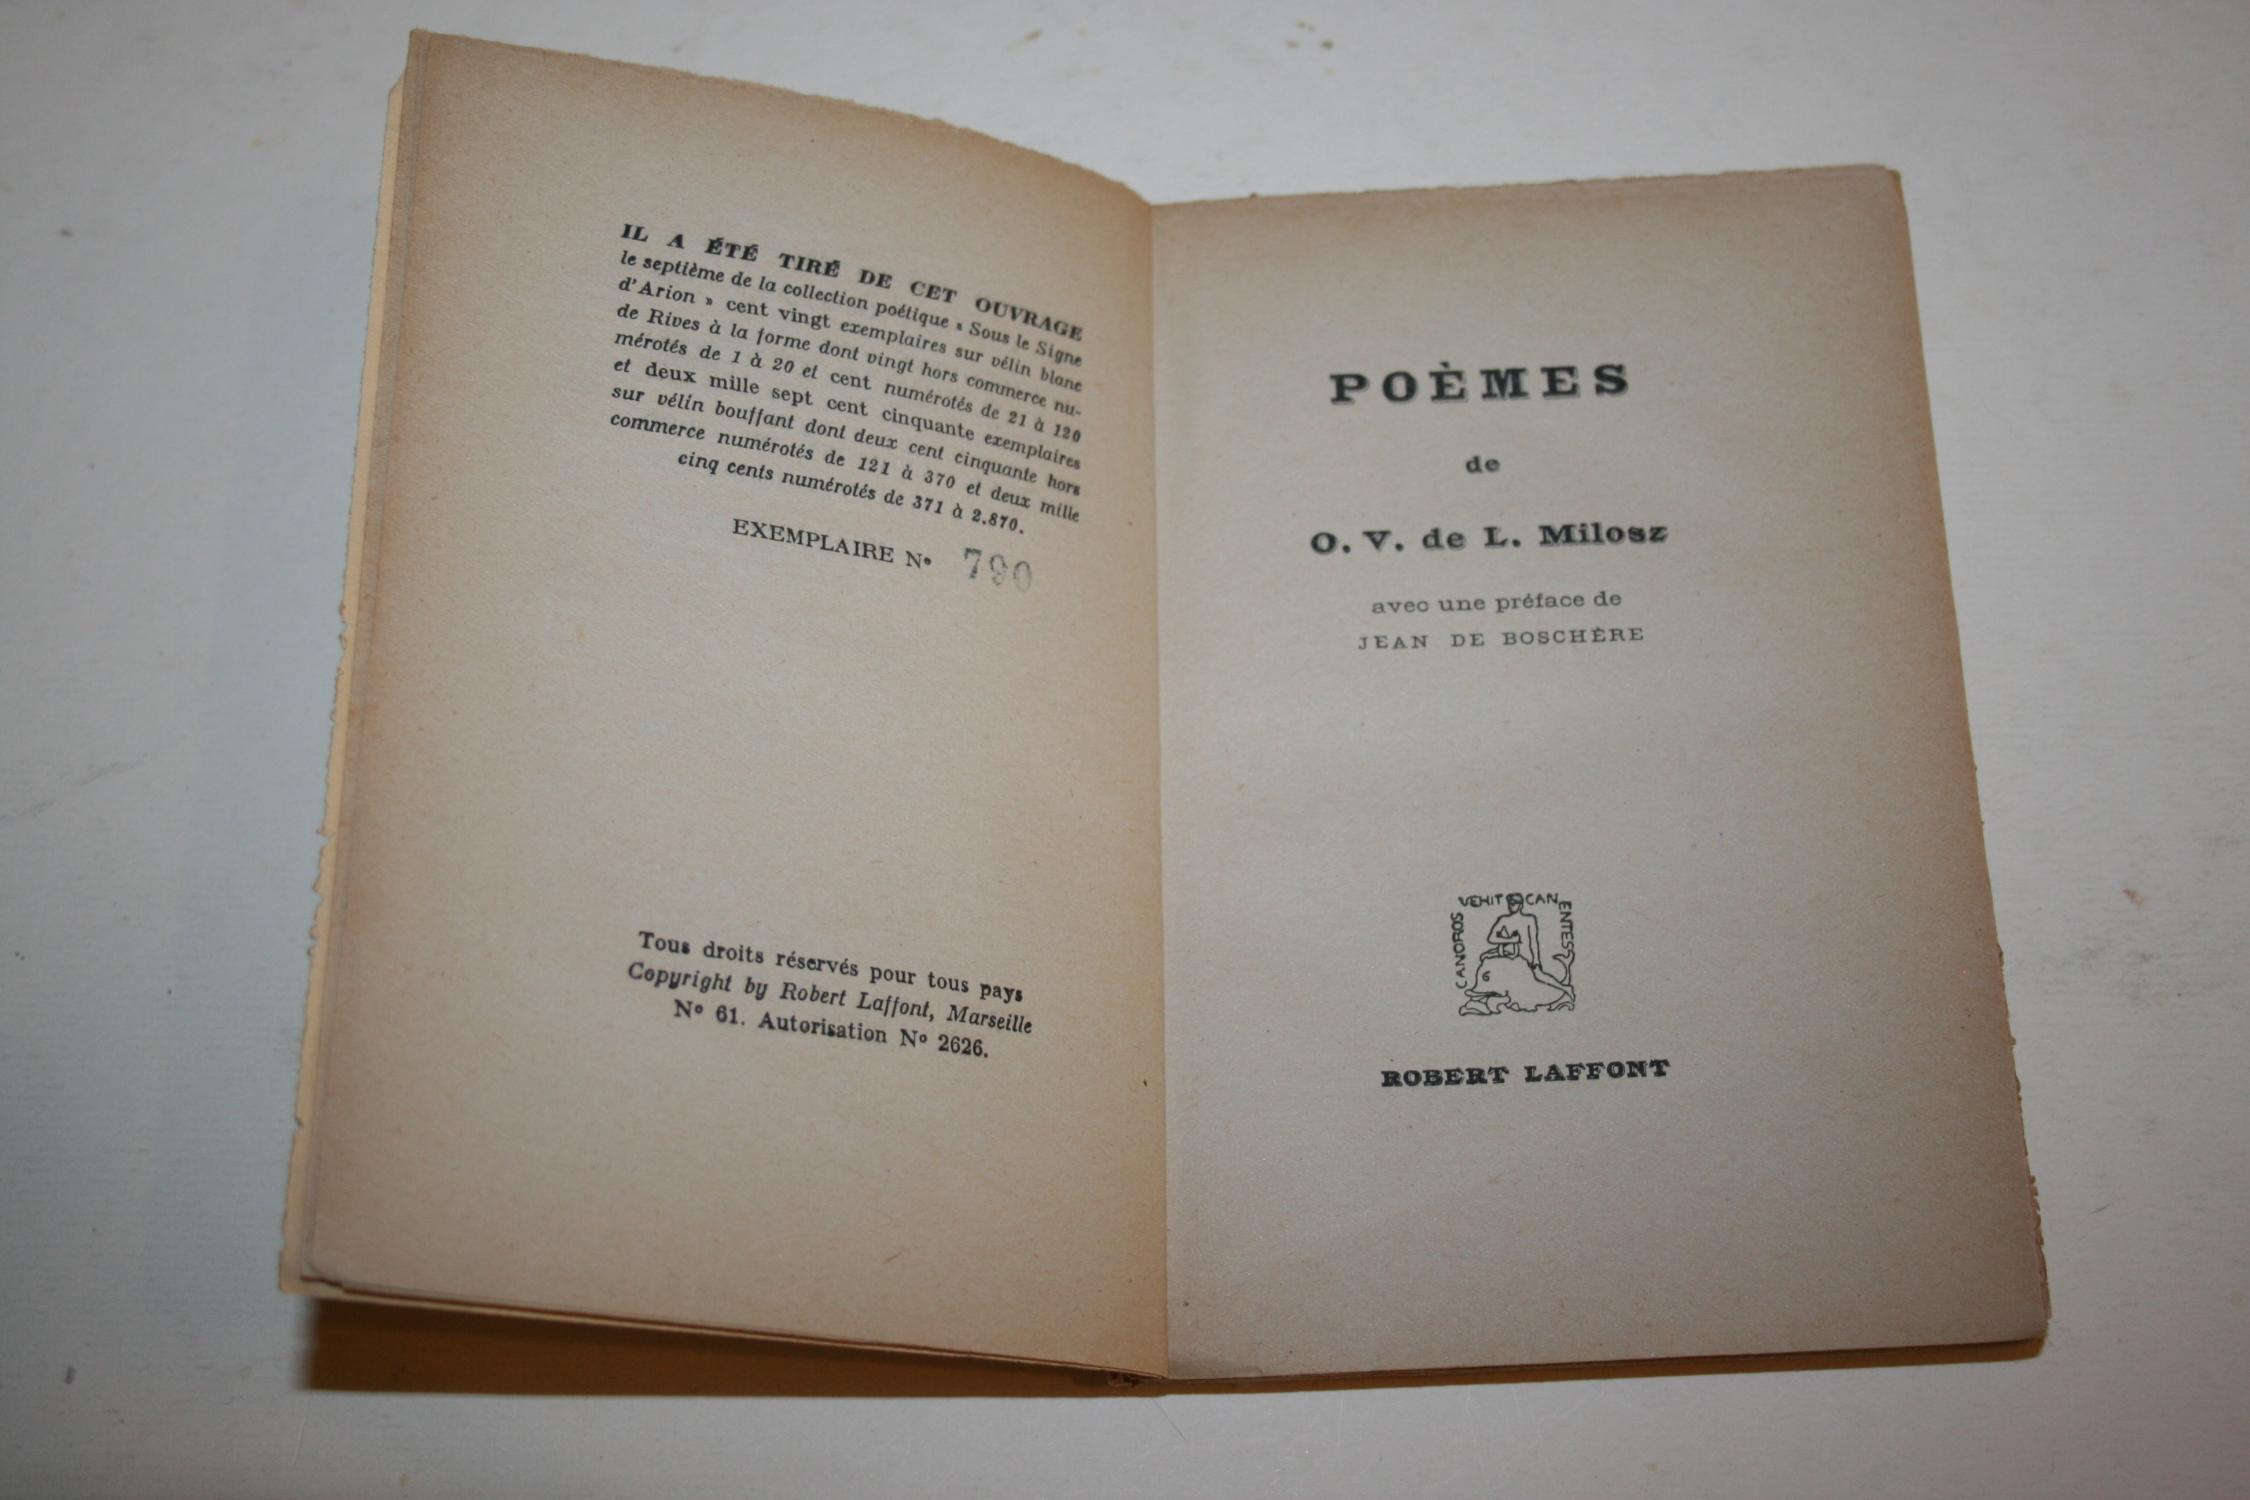 IL A ÉTÉ TIRÉ DE CET OUVRAGE
le septième de la collection poétique « Sous le Signe
d'Arion » cent vingt exemplaires sur vélin blanc
de Rives à la forme dont vingt hors commerce nu-
mérotés de 1 à 20 et cent numérotés de 21 à 120
et deux mille sept cent cinquante exemplaires
sur vélin bouffant dont deux cent cinquante hors
commerce numérotés de 121 à 370 et deux mille
cinq cents numérotés de 371 à 2.870.
EXEMPLAIRE No 790
Tous droits réservés pour tous pays
Copyright by Robert Laffont, Marseille
No 61. Autorisation No 2626.
POÈMES
de
O. V. de L. Milosz
avec une préface de
JEAN DE BOSCHÈRE
CANOROS VEHIT CANENTES
6
ROBERT LAFFONT